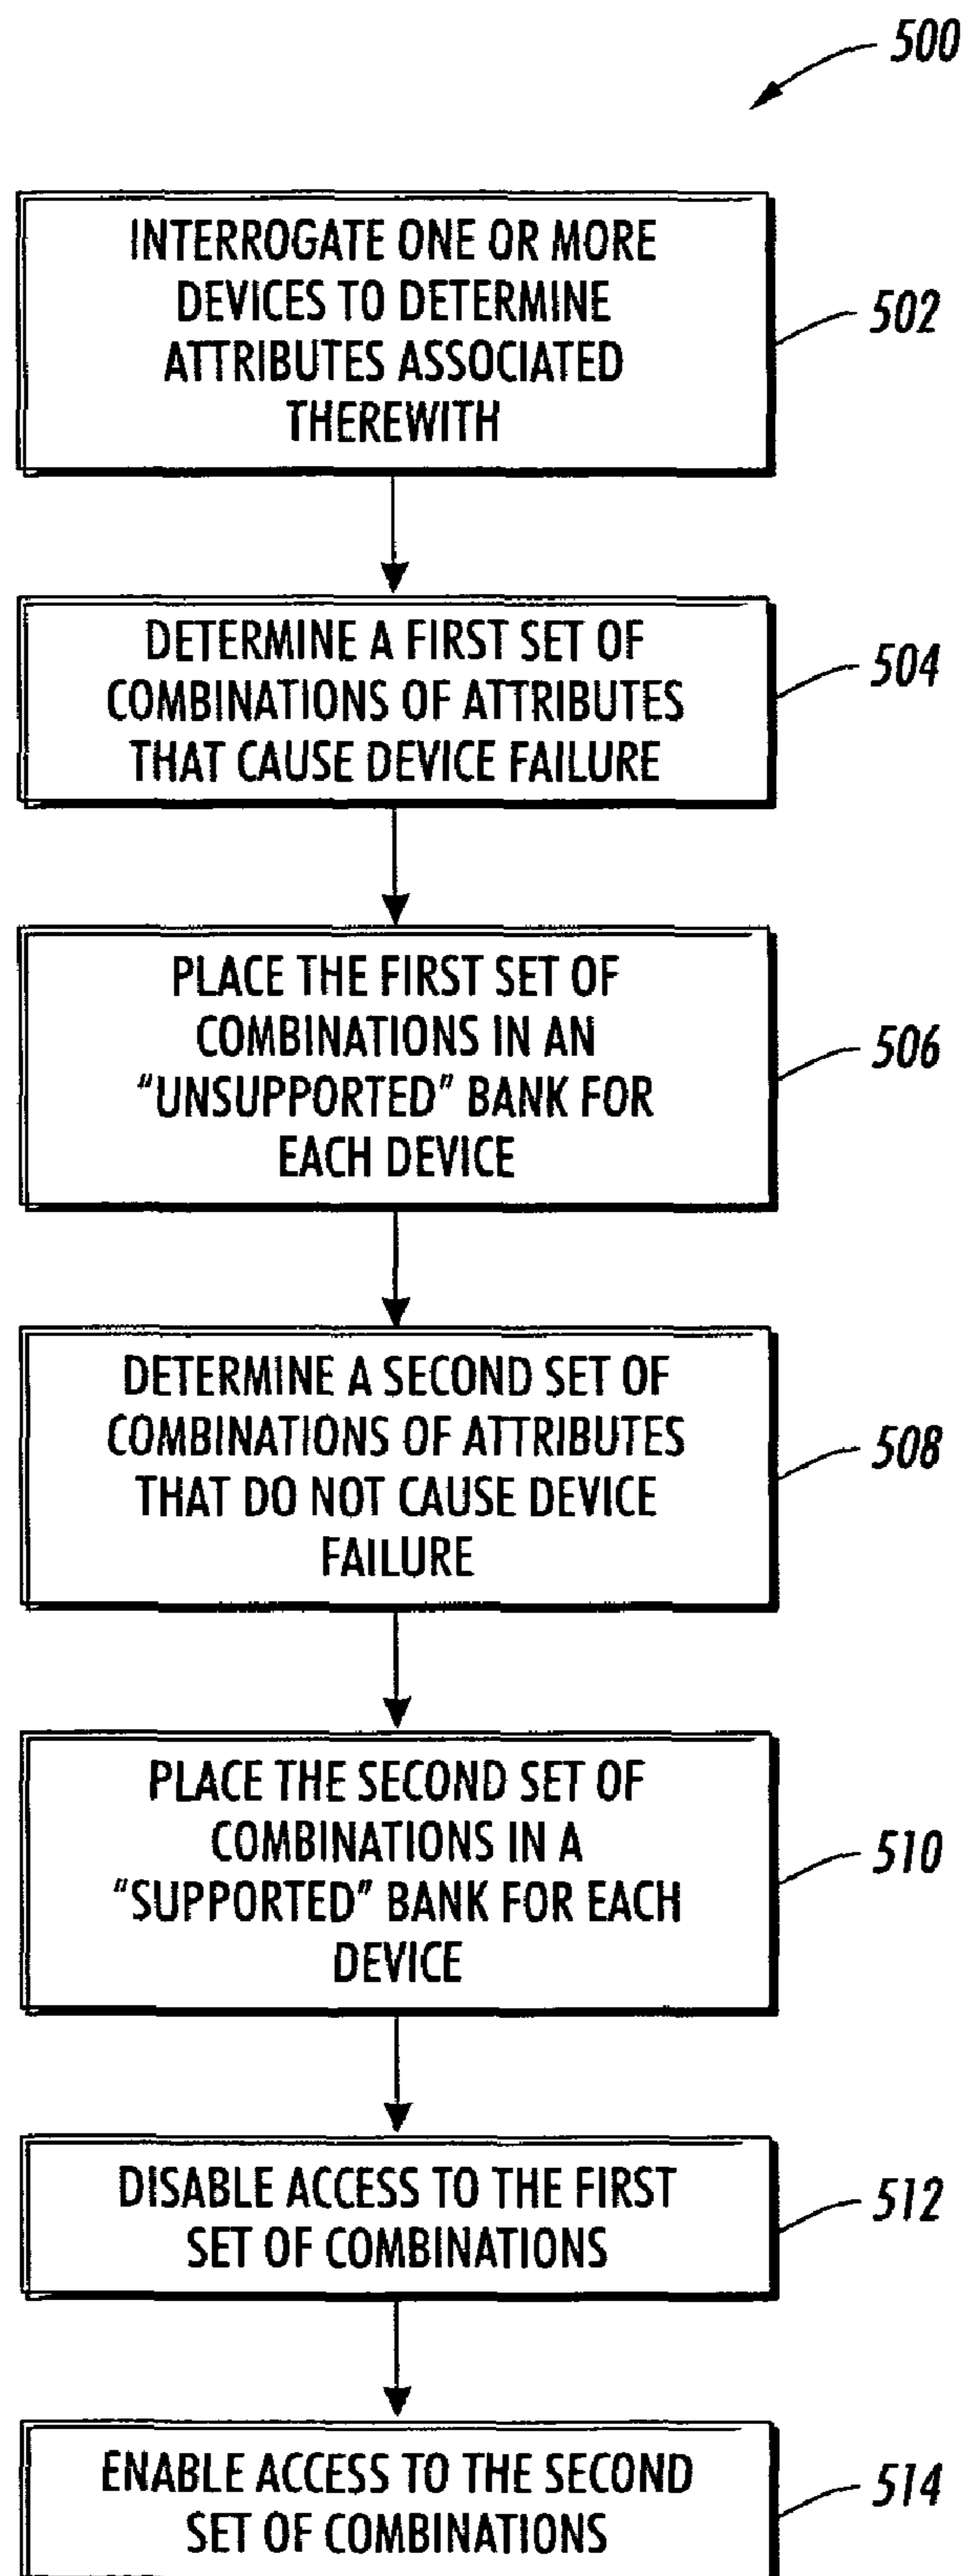 500
INTERROGATE ONE OR MORE
DEVICES TO DETERMINE
ATTRIBUTES ASSOCIATED
THEREWITH
502
DETERMINE A FIRST SET OF
COMBINATIONS OF ATTRIBUTES
THAT CAUSE DEVICE FAILURE
504
PLACE THE FIRST SET OF
COMBINATIONS IN AN
“UNSUPPORTED” BANK FOR
EACH DEVICE
506
DETERMINE A SECOND SET OF
COMBINATIONS OF ATTRIBUTES
THAT DO NOT CAUSE DEVICE
FAILURE
508
PLACE THE SECOND SET OF
COMBINATIONS IN A
“SUPPORTED” BANK FOR EACH
DEVICE
510
DISABLE ACCESS TO THE FIRST
SET OF COMBINATIONS
512
ENABLE ACCESS TO THE SECOND
SET OF COMBINATIONS
514